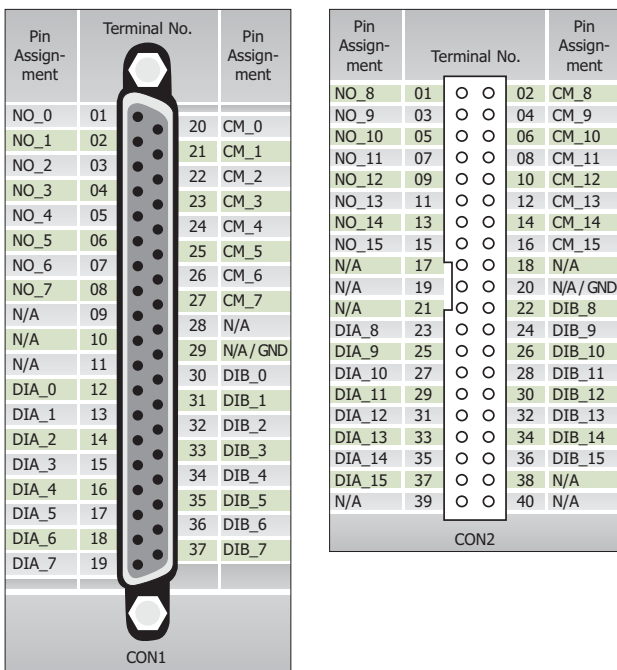 Pin
Assign-
ment
Terminal No.
Pin
Assign-
ment
NO_0 01
20 CM_0
NO_1 02
21 CM_1
NO_2 03
22 CM_2
NO_3 04
23 CM_3
NO_4 05
24 CM_4
NO_5 06
25 CM_5
NO_6 07
26 CM_6
NO_7 08
27 CM_7
N/A 09
28 N/A
N/A 10
29 N/A / GND
N/A 11
30 DIB_0
DIA_0 12
31 DIB_1
DIA_1 13
32 DIB_2
DIA_2 14
33 DIB_3
DIA_3 15
34 DIB_4
DIA_4 16
35 DIB_5
DIA_5 17
36 DIB_6
DIA_6 18
37 DIB_7
DIA_7 19
CON1
Pin
Assign-
ment
Terminal No.
Pin
Assign-
ment
NO_8 01 02 CM_8
NO_9 03 04 CM_9
NO_10 05 06 CM_10
NO_11 07 08 CM_11
NO_12 09 10 CM_12
NO_13 11 12 CM_13
NO_14 13 14 CM_14
NO_15 15 16 CM_15
N/A 17 18 N/A
N/A 19 20 N/A / GND
N/A 21 22 DIB_8
DIA_8 23 24 DIB_9
DIA_9 25 26 DIB_10
DIA_10 27 28 DIB_11
DIA_11 29 30 DIB_12
DIA_12 31 32 DIB_13
DIA_13 33 34 DIB_14
DIA_14 35 36 DIB_15
DIA_15 37 38 N/A
N/A 39 40 N/A
CON2